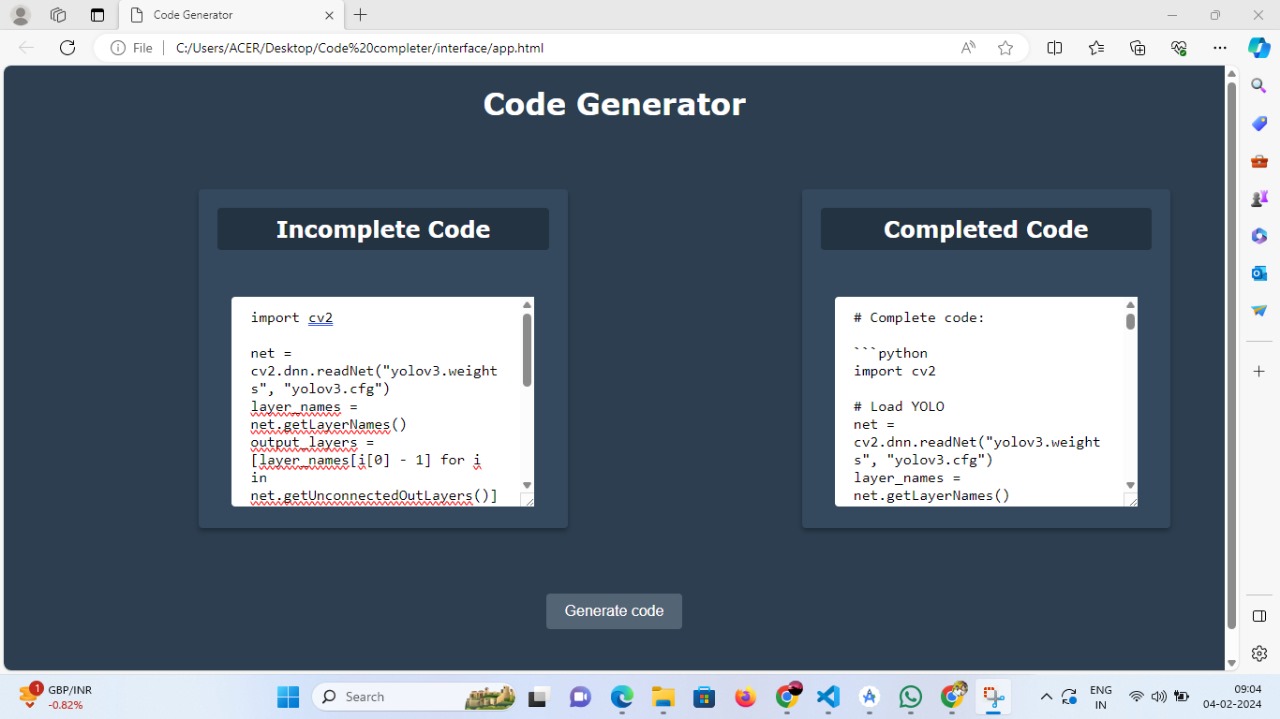 Code Generator
File
C:/Users/ACER/Desktop/Code%20completer/interface/app.html
Code Generator
Incomplete Code
import cv2
net =
cv2.dnn.readNet("yolov3.weight
s", "yolov3.cfg")
layer_names =
net.getLayerNames()
output_layers =
[layer_names[i[0] - 1] for i
in
net.getUnconnectedOutLayers()]
Completed Code
# Complete code:
```python
import cv2
# Load YOLO
net =
cv2.dnn.readNet("yolov3.weight
s", "yolov3.cfg")
layer_names =
net.getLayerNames()
Generate code
1
GBP/INR
-0.82%
Search
ENG
IN
09:04
04-02-2024